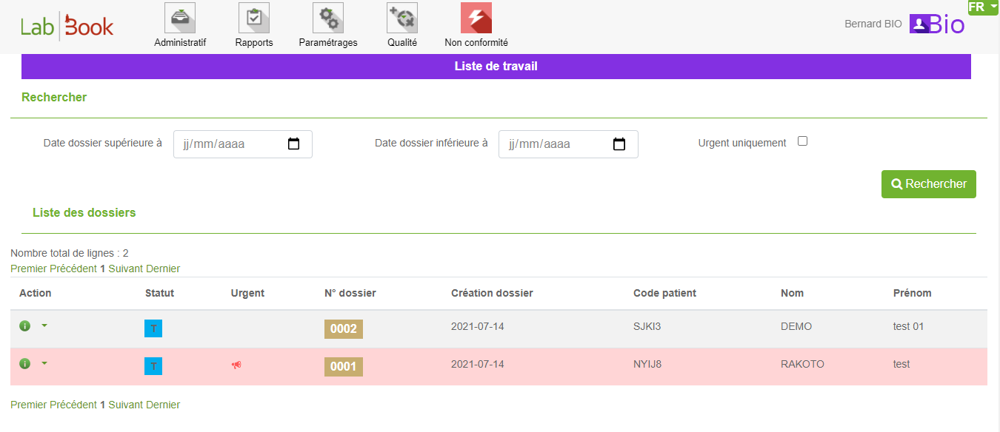 FR
Lab Book
Administratif Rapports Paramétrages Qualité Non conformité
Bernard BIO Bio
Liste de travail
Rechercher
Date dossier supérieure à jj/mm/aaaa Date dossier inférieure à jj/mm/aaaa Urgent uniquement
Rechercher
Liste des dossiers
Nombre total de lignes : 2
Premier Précédent 1 Suivant Dernier
Action Statut Urgent N° dossier Création dossier Code patient Nom Prénom
T 0002 2021-07-14 SJKI3 DEMO test 01
T 0001 2021-07-14 NYIJ8 RAKOTO test
Premier Précédent 1 Suivant Dernier